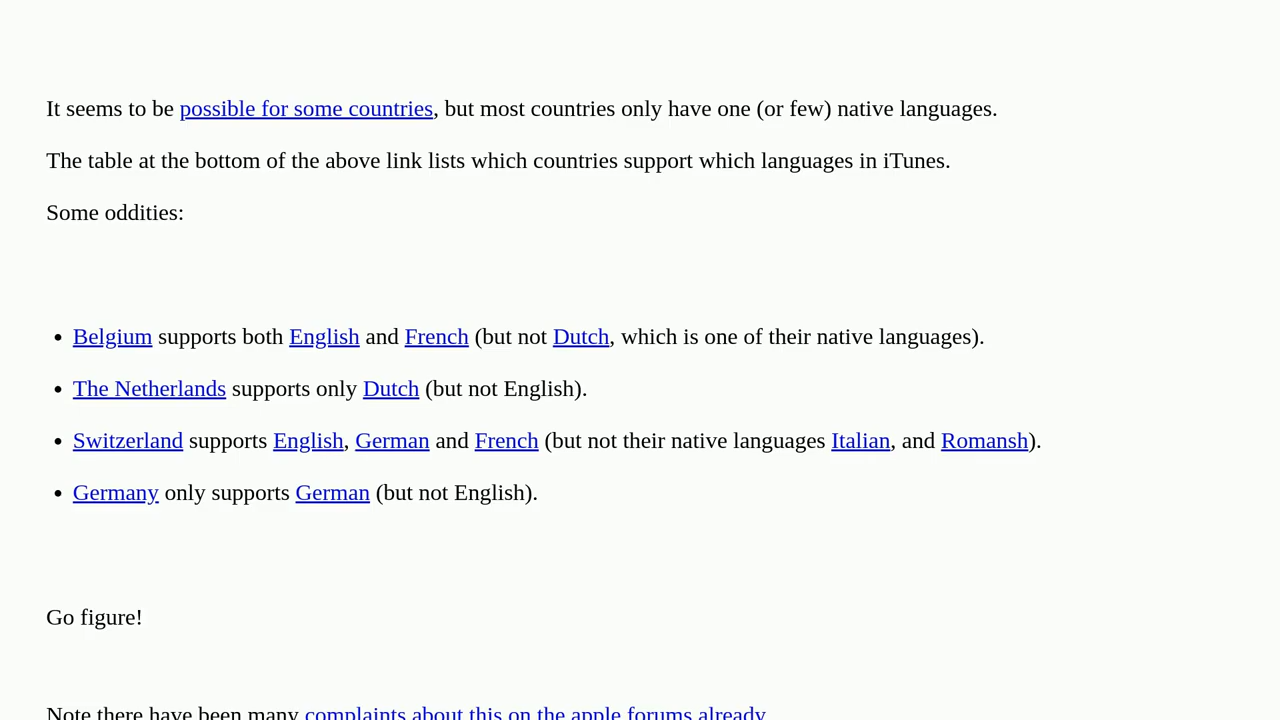 It seems to be possible for some countries, but most countries only have one (or few) native languages.
The table at the bottom of the above link lists which countries support which languages in iTunes.
Some oddities:
• Belgium supports both English and French (but not Dutch, which is one of their native languages).
• The Netherlands supports only Dutch (but not English).
• Switzerland supports English, German and French (but not their native languages Italian, and Romansh).
• Germany only supports German (but not English).
Go figure!
Note there have been many complaints about this on the apple forums already